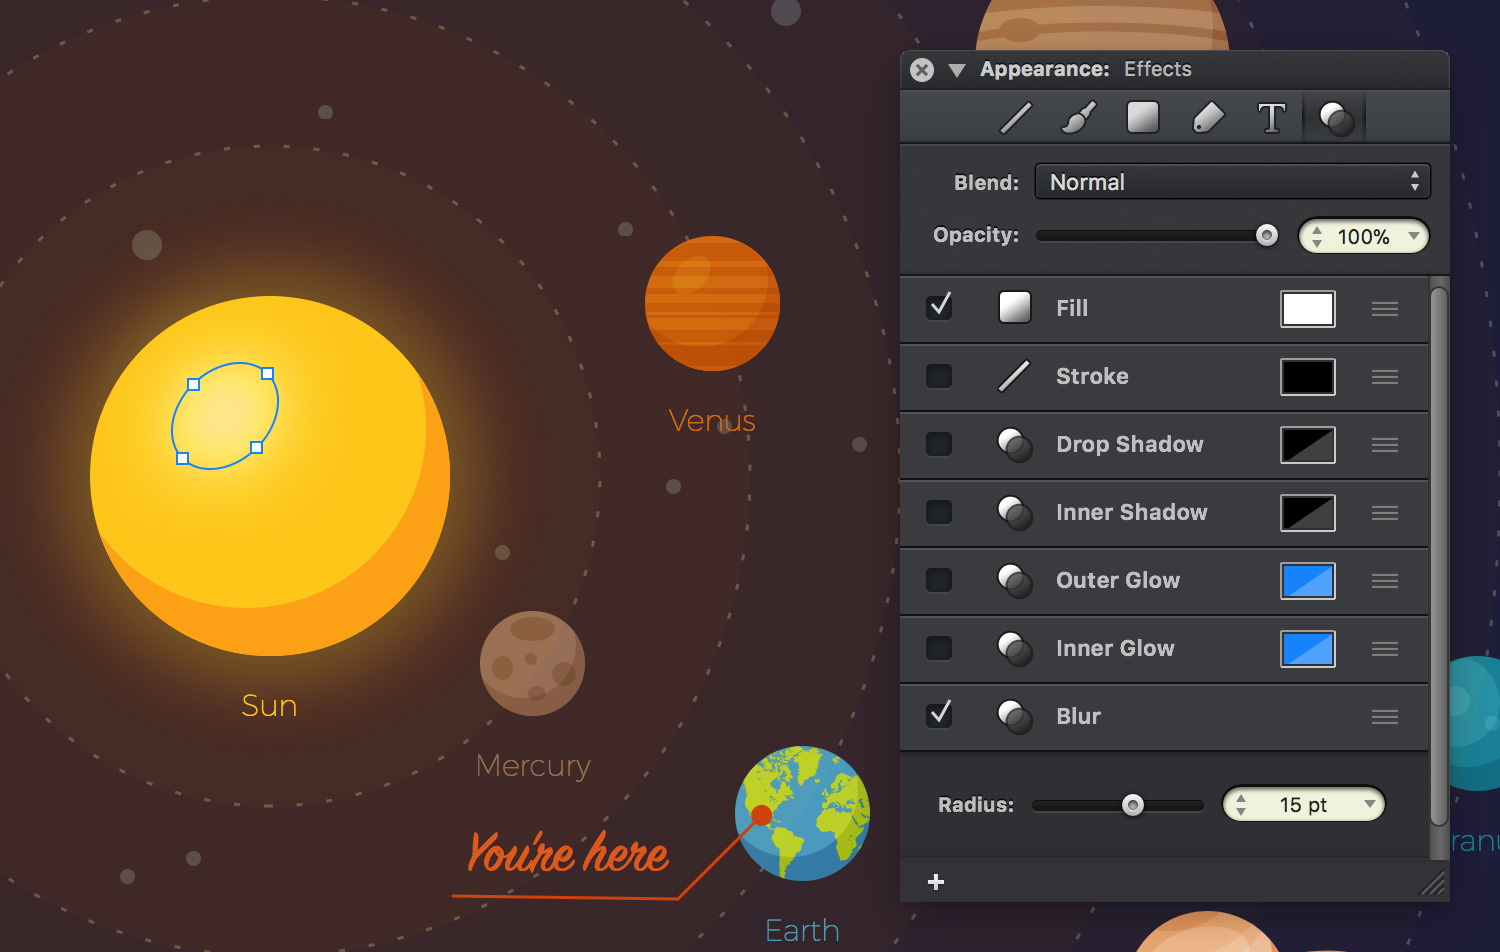 Appearance: Effects
T
Blend: Normal
Opacity: 100%
Fill
Stroke
Drop Shadow
Inner Shadow
Outer Glow
Inner Glow
Blur
Radius: 15 pt
Venus
Sun
Mercury
You're here
Earth
ranu